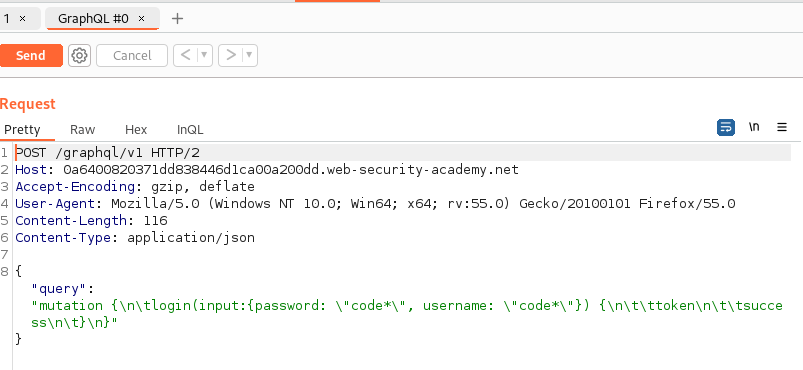 1 × GraphQL #0 × +
Send Cancel < >
Request
Pretty Raw Hex InQL \n
1 POST /graphql/v1 HTTP/2
2 Host: 0a6400820371dd838446d1ca00a200dd.web-security-academy.net
3 Accept-Encoding: gzip, deflate
4 User-Agent: Mozilla/5.0 (Windows NT 10.0; Win64; x64; rv:55.0) Gecko/20100101 Firefox/55.0
5 Content-Length: 116
6 Content-Type: application/json
7
8 {
"query":
"mutation {\n\tlogin(input:{password: \"code*\", username: \"code*\"}) {\n\t\ttoken\n\t\tsucce
ss\n\t}\n}"
}